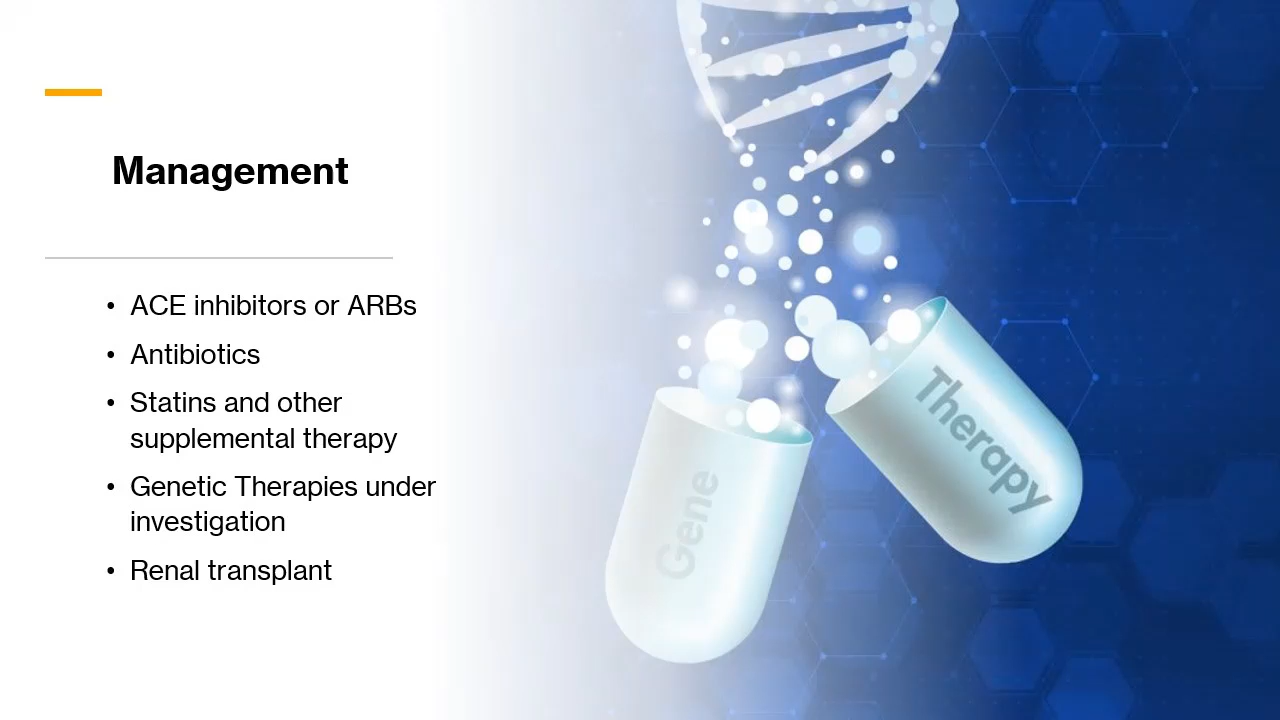 Management
• ACE inhibitors or ARBs
• Antibiotics
• Statins and other
supplemental therapy
• Genetic Therapies under
investigation
• Renal transplant
Gene
Therapy